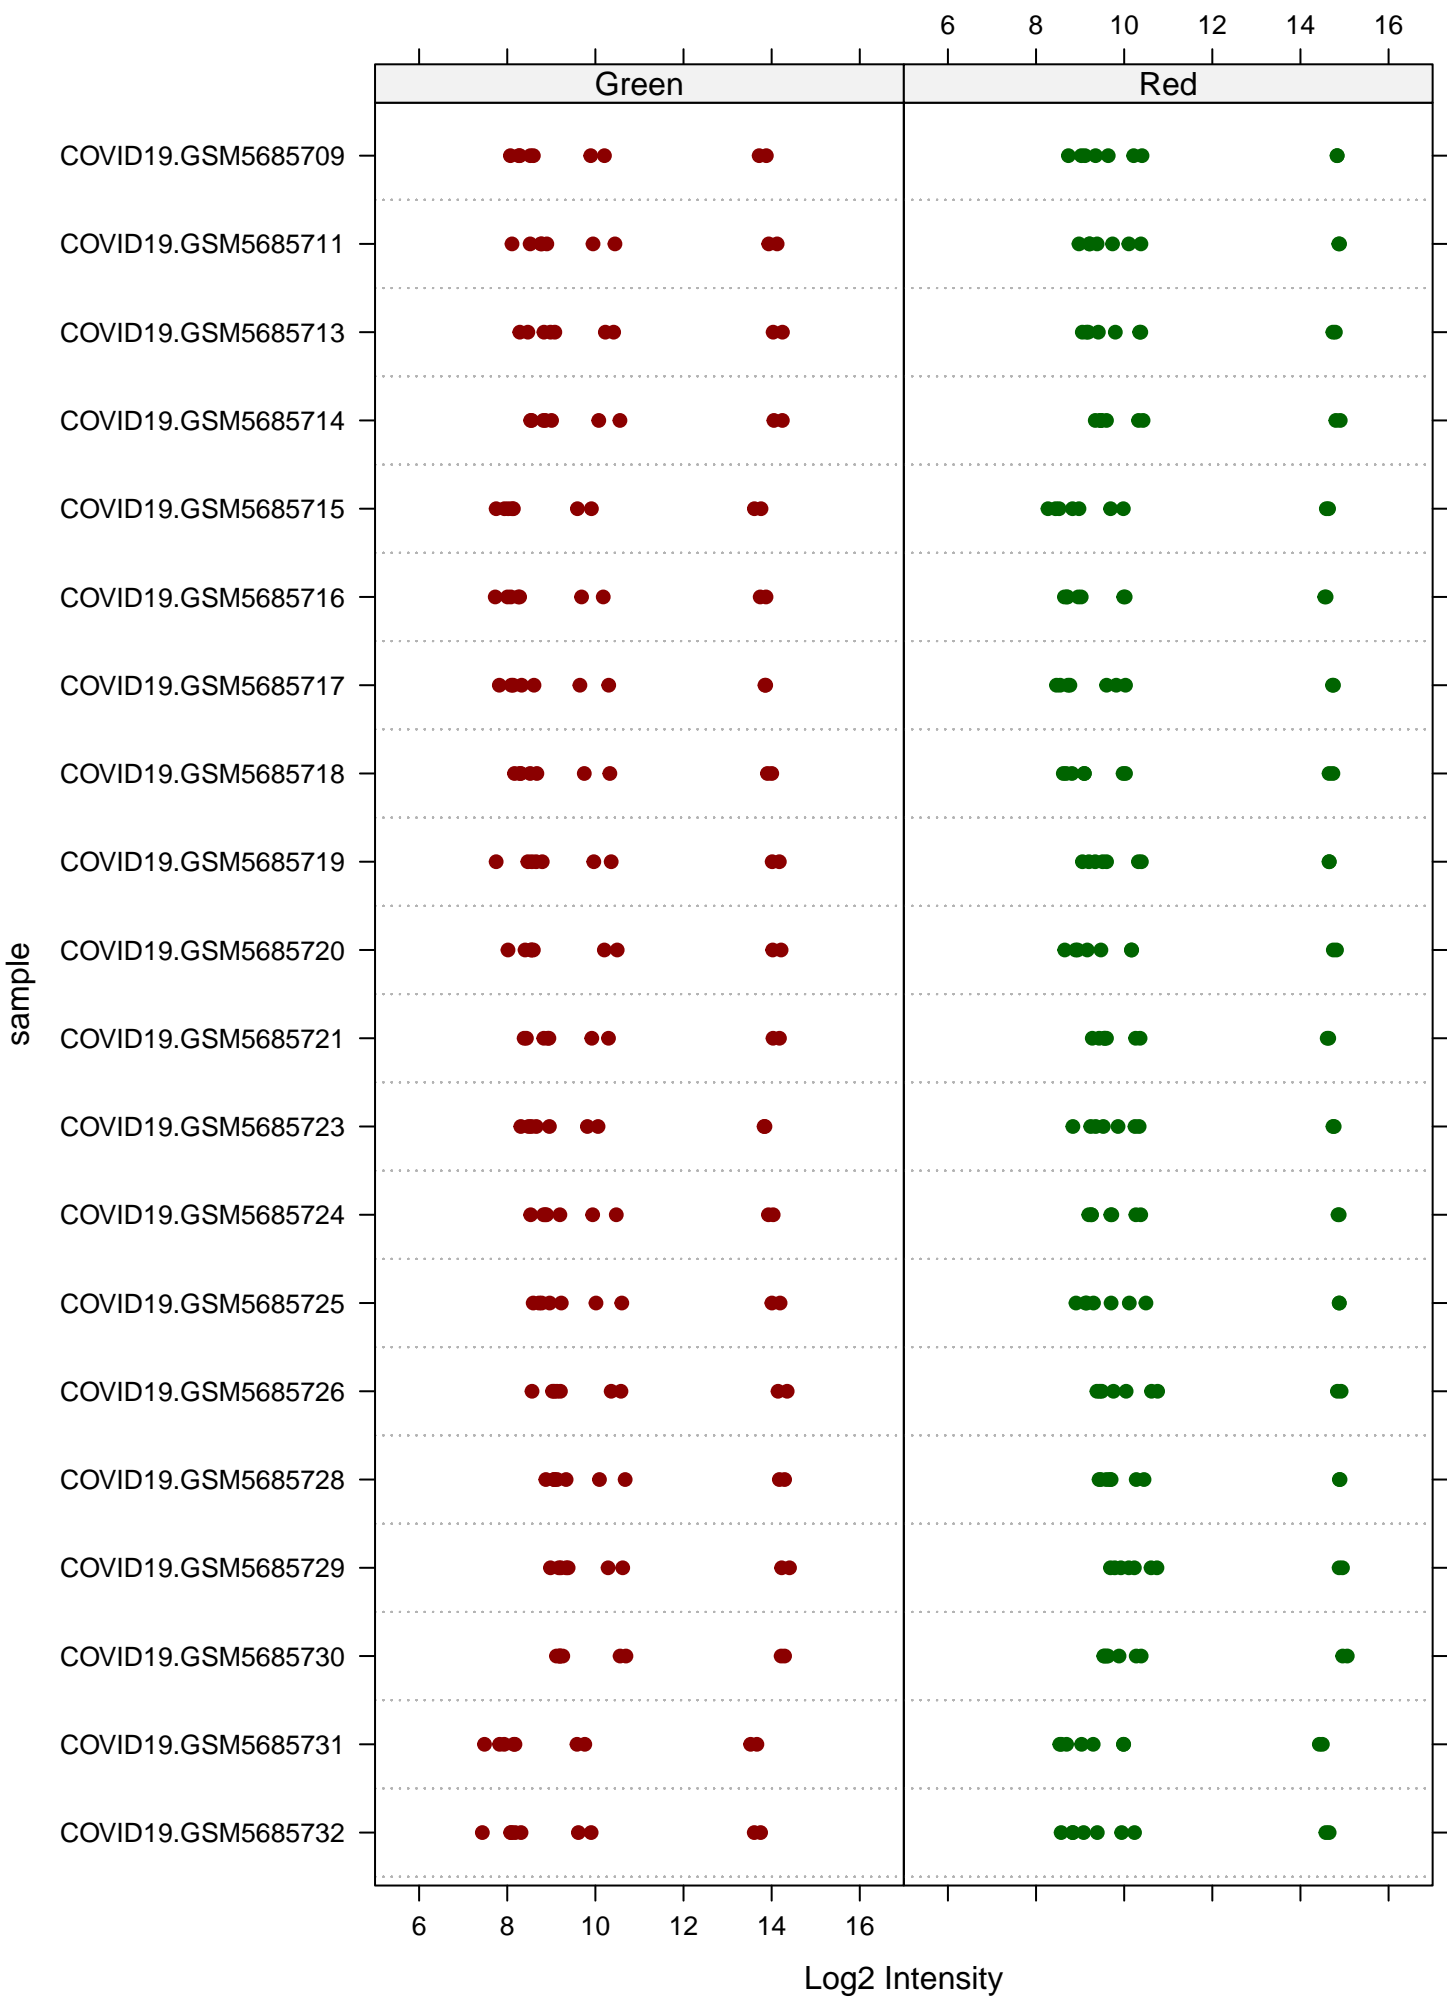 6 8 10 12 14 16
Green Red
COVID19.GSM5685709
COVID19.GSM5685711
COVID19.GSM5685713
COVID19.GSM5685714
COVID19.GSM5685715
COVID19.GSM5685716
COVID19.GSM5685717
COVID19.GSM5685718
COVID19.GSM5685719
COVID19.GSM5685720
COVID19.GSM5685721
COVID19.GSM5685723
COVID19.GSM5685724
COVID19.GSM5685725
COVID19.GSM5685726
COVID19.GSM5685728
COVID19.GSM5685729
COVID19.GSM5685730
COVID19.GSM5685731
COVID19.GSM5685732
sample
6 8 10 12 14 16
Log2 Intensity